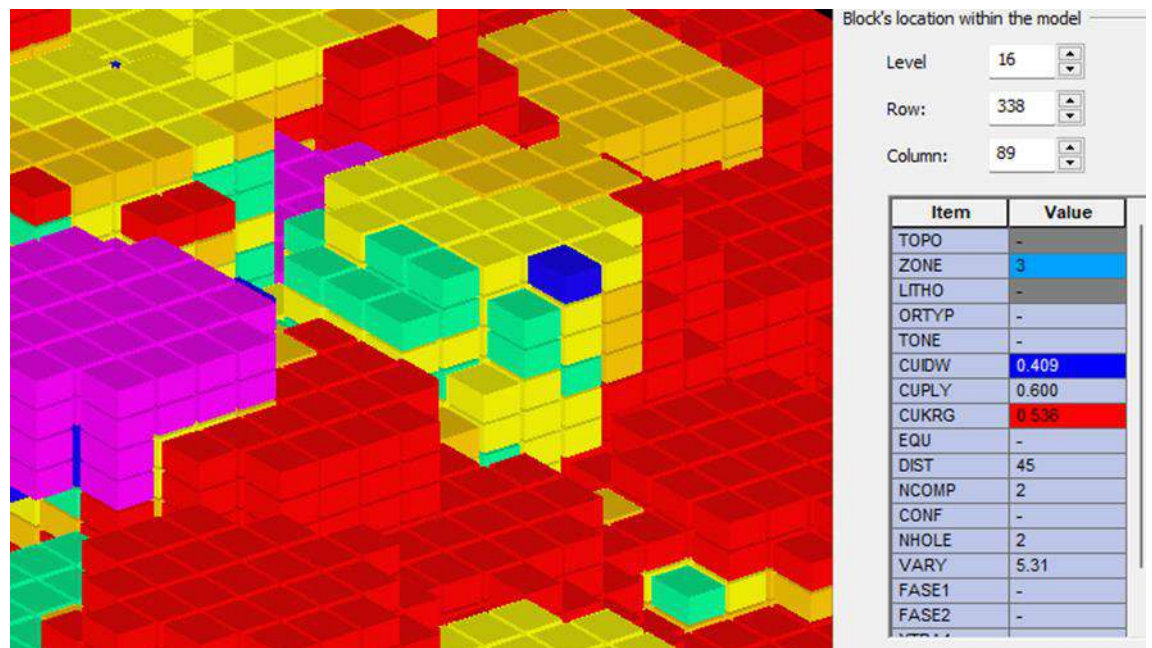 Block's location within the model
Level 16
Row: 338
Column: 89
Item Value
TOPO -
ZONE 3
LITHO -
ORTYP -
TONE -
CUIDW 0.409
CUPLY 0.600
CUKRG 0.536
EQU -
DIST 45
NCOMP 2
CONF -
NHOLE 2
VARY 5.31
FASE1 -
FASE2 -